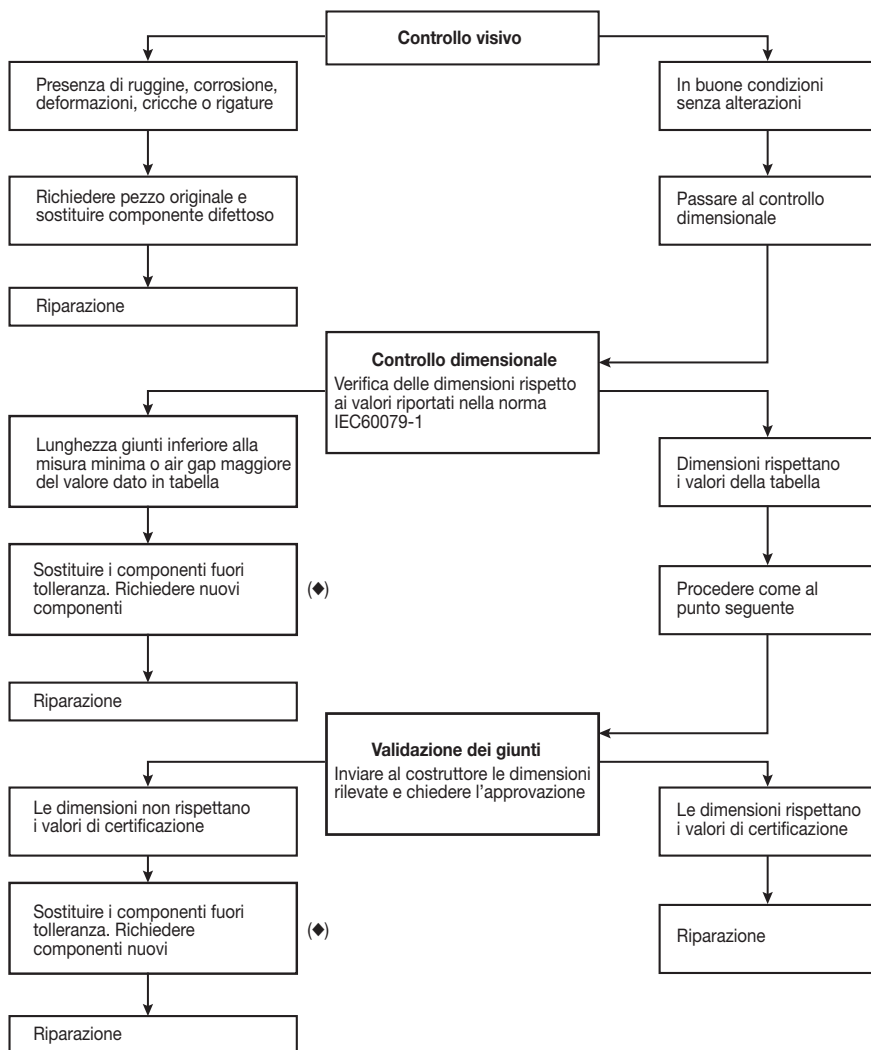 Controllo visivo
Presenza di ruggine, corrosione,
deformazioni, cricche o rigature
In buone condizioni
senza alterazioni
Richiedere pezzo originale e
sostituire componente difettoso
Passare al controllo
dimensionale
Riparazione
Controllo dimensionale
Verifica delle dimensioni rispetto
ai valori riportati nella norma
IEC60079-1
Lunghezza giunti inferiore alla
misura minima o air gap maggiore
del valore dato in tabella
Dimensioni rispettano
i valori della tabella
Sostituire i componenti fuori
tolleranza. Richiedere nuovi
componenti
(♦)
Procedere come al
punto seguente
Riparazione
Validazione dei giunti
Inviare al costruttore le dimensioni
rilevate e chiedere l’approvazione
Le dimensioni non rispettano
i valori di certificazione
Le dimensioni rispettano
i valori di certificazione
Sostituire i componenti fuori
tolleranza. Richiedere
componenti nuovi
(♦)
Riparazione
Riparazione